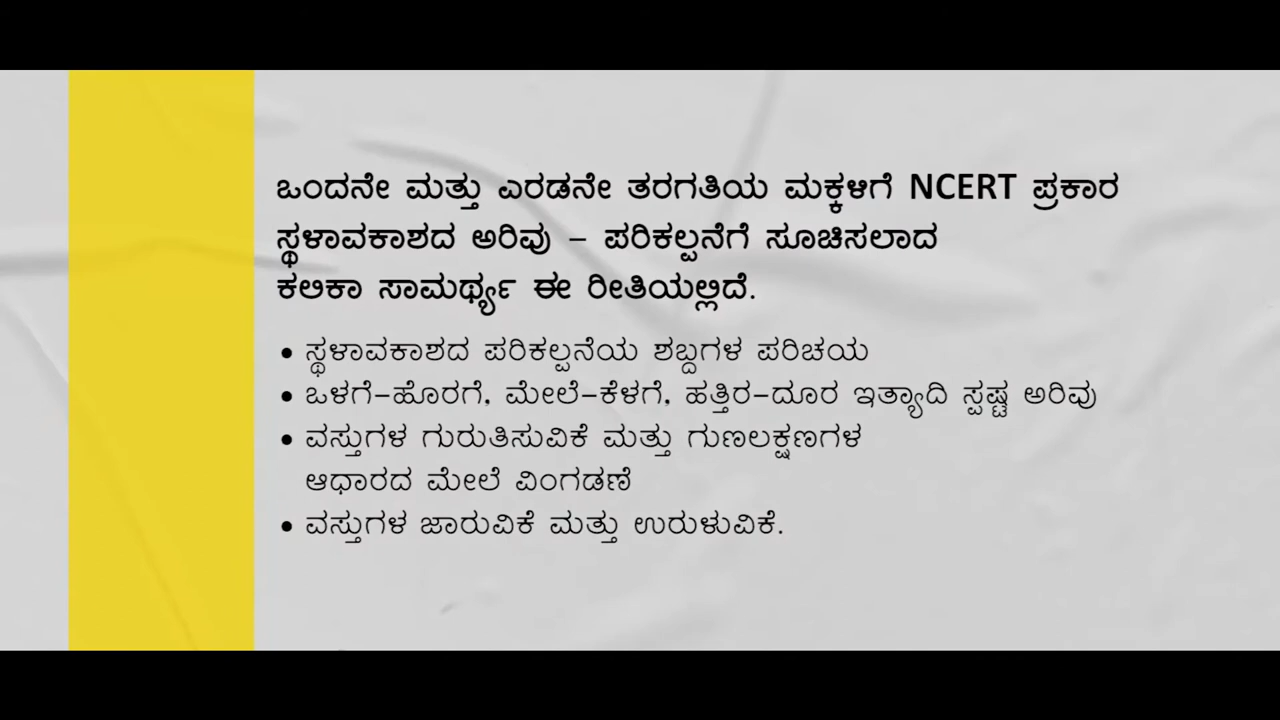 ಒಂದನೇ ಮತ್ತು ಎರಡನೇ ತರಗತಿಯ ಮಕ್ಕಳಿಗೆ NCERT ಪ್ರಕಾರ
ಸ್ಥಳಾವಕಾಶದ ಅರಿವು – ಪರಿಕಲ್ಪನೆಗೆ ಸೂಚಿಸಲಾದ
ಕಲಿಕಾ ಸಾಮರ್ಥ್ಯ ಈ ರೀತಿಯಲ್ಲಿದೆ.
• ಸ್ಥಳಾವಕಾಶದ ಪರಿಕಲ್ಪನೆಯ ಶಬ್ದಗಳ ಪರಿಚಯ
• ಒಳಗೆ–ಹೊರಗೆ, ಮೇಲೆ–ಕೆಳಗೆ, ಹತ್ತಿರ–ದೂರ ಇತ್ಯಾದಿ ಸ್ಪಷ್ಟ ಅರಿವು
• ವಸ್ತುಗಳ ಗುರುತಿಸುವಿಕೆ ಮತ್ತು ಗುಣಲಕ್ಷಣಗಳ
ಆಧಾರದ ಮೇಲೆ ವಿಂಗಡಣೆ
• ವಸ್ತುಗಳ ಜಾರುವಿಕೆ ಮತ್ತು ಉರುಳುವಿಕೆ.